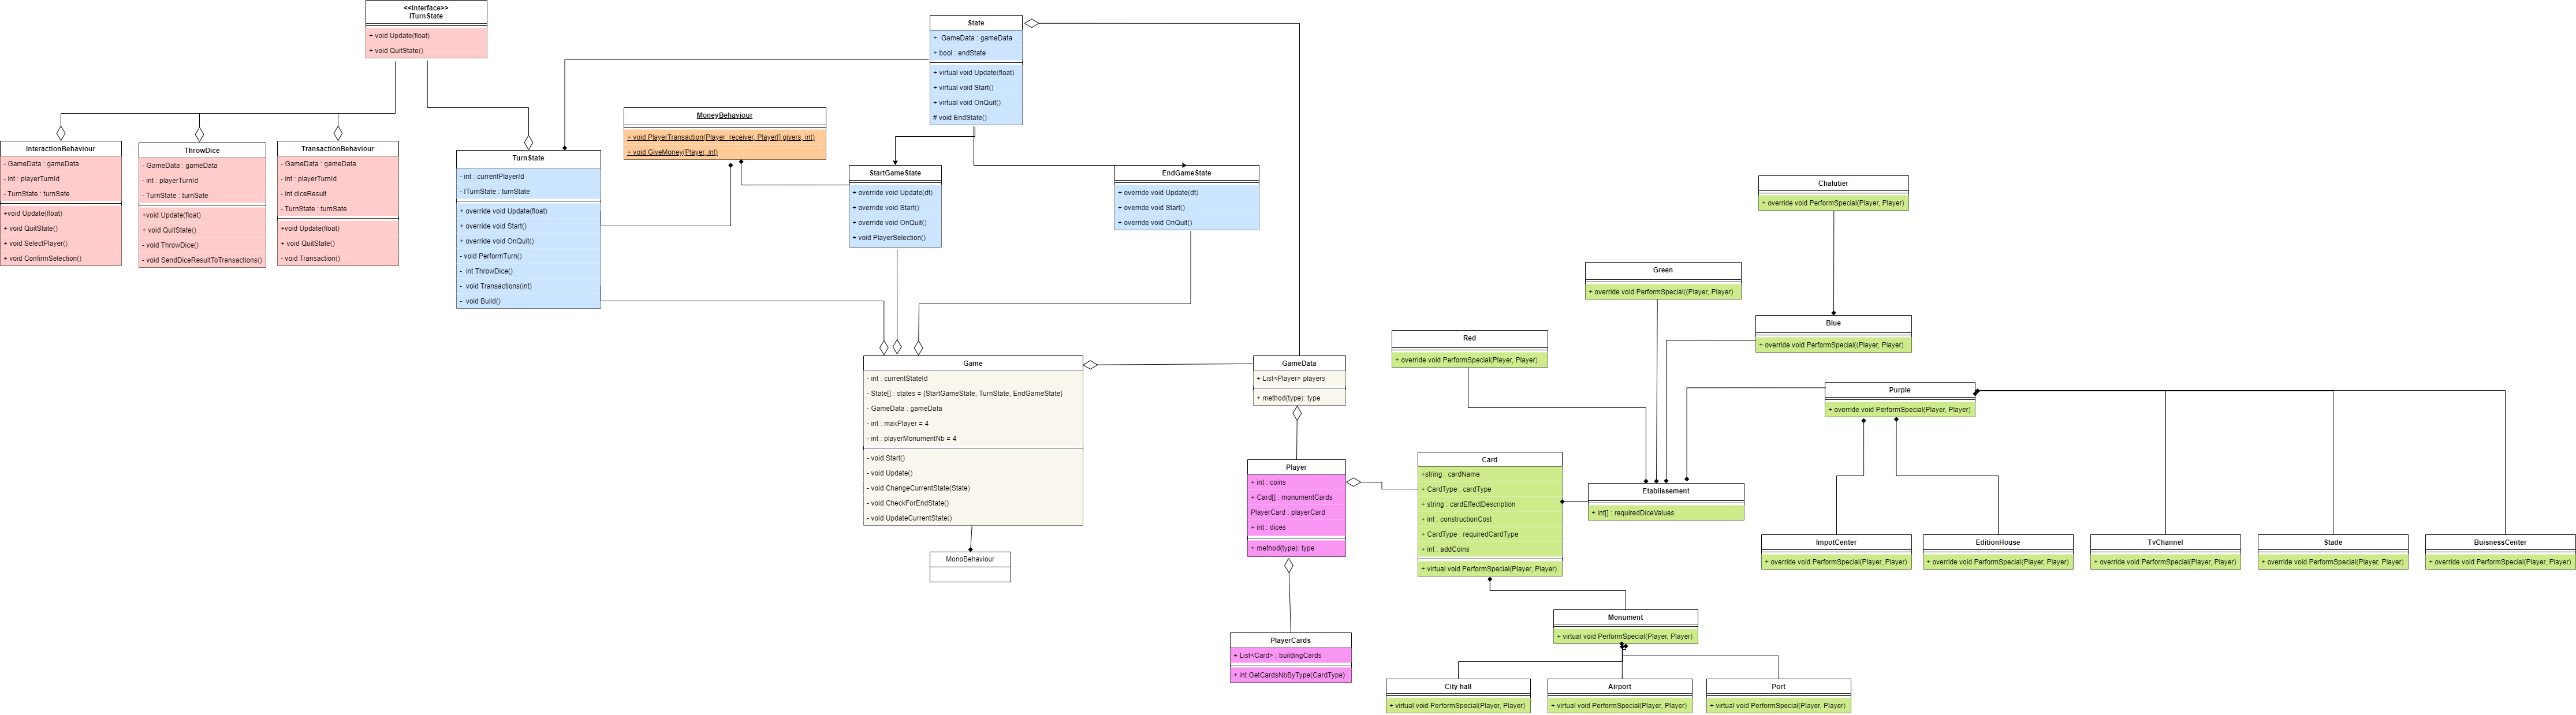 <<Interface>>
ITurnState
+ void Update(float)
+ void QuitState()
InteractionBehaviour
- GameData : gameData
- int : playerTurnId
- TurnState : turnSate
+void Update(float)
+ void QuitState()
+ void SelectPlayer()
+ void ConfirmSelection()
ThrowDice
- GameData : gameData
- int : playerTurnId
- TurnState : turnSate
+void Update(float)
+ void QuitState()
- void ThrowDice()
- void SendDiceResultToTransactions()
TransactionBehaviour
- GameData : gameData
- int : playerTurnId
- int diceResult
- TurnState : turnSate
+void Update(float)
+ void QuitState()
- void Transaction()
TurnState
- int : currentPlayerId
- ITurnState : turnState
+ override void Update(float)
+ override void Start()
+ override void OnQuit()
- void PerformTurn()
- int ThrowDice()
- void Transactions(int)
- void Build()
MoneyBehaviour
+ void PlayerTransaction(Player receiver, Player[] givers, int)
+ void GiveMoney(Player, int)
State
+ GameData : gameData
+ bool : endState
+ virtual void Update(float)
+ virtual void Start()
+ virtual void OnQuit()
# void EndState()
StartGameState
+ override void Update(dt)
+ override void Start()
+ override void OnQuit()
+ void PlayerSelection()
EndGameState
+ override void Update(dt)
+ override void Start()
+ override void OnQuit()
Game
- int : currentStateId
- State[] : states = {StartGameState, TurnState, EndGameState}
- GameData : gameData
- int : maxPlayer = 4
- int : playerMonumentNb = 4
- void Start()
- void Update()
- void ChangeCurrentState(State)
- void CheckForEndState()
- void UpdateCurrentState()
MonoBehaviour
GameData
+ List<Player> players
+ method(type): type
Player
+ int : coins
+ Card[] : monumentCards
PlayerCard : playerCard
+ int : dices
+ method(type): type
PlayerCards
+ List<Card> : buildingCards
+ int GetCardsNbByType(CardType)
Card
+string : cardName
+ CardType : cardType
+ string : cardEffectDescription
+ int : constructionCost
+ CardType : requiredCardType
+ int : addCoins
+ virtual void PerformSpecial(Player, Player)
Etablissement
+ int[] : requiredDiceValues
Red
+ override void PerformSpecial(Player, Player)
Green
+ override void PerformSpecial((Player, Player)
Chalutier
+ override void PerformSpecial(Player, Player)
Blue
+ override void PerformSpecial((Player, Player)
Purple
+ override void PerformSpecial(Player, Player)
ImpotCenter
+ override void PerformSpecial(Player, Player)
EditionHouse
+ override void PerformSpecial(Player, Player)
TvChannel
+ override void PerformSpecial(Player, Player)
Stade
+ override void PerformSpecial(Player, Player)
BuisnessCenter
+ override void PerformSpecial(Player, Player)
Monument
+ virtual void PerformSpecial(Player, Player)
City hall
+ virtual void PerformSpecial(Player, Player)
Airport
+ virtual void PerformSpecial(Player, Player)
Port
+ virtual void PerformSpecial(Player, Player)